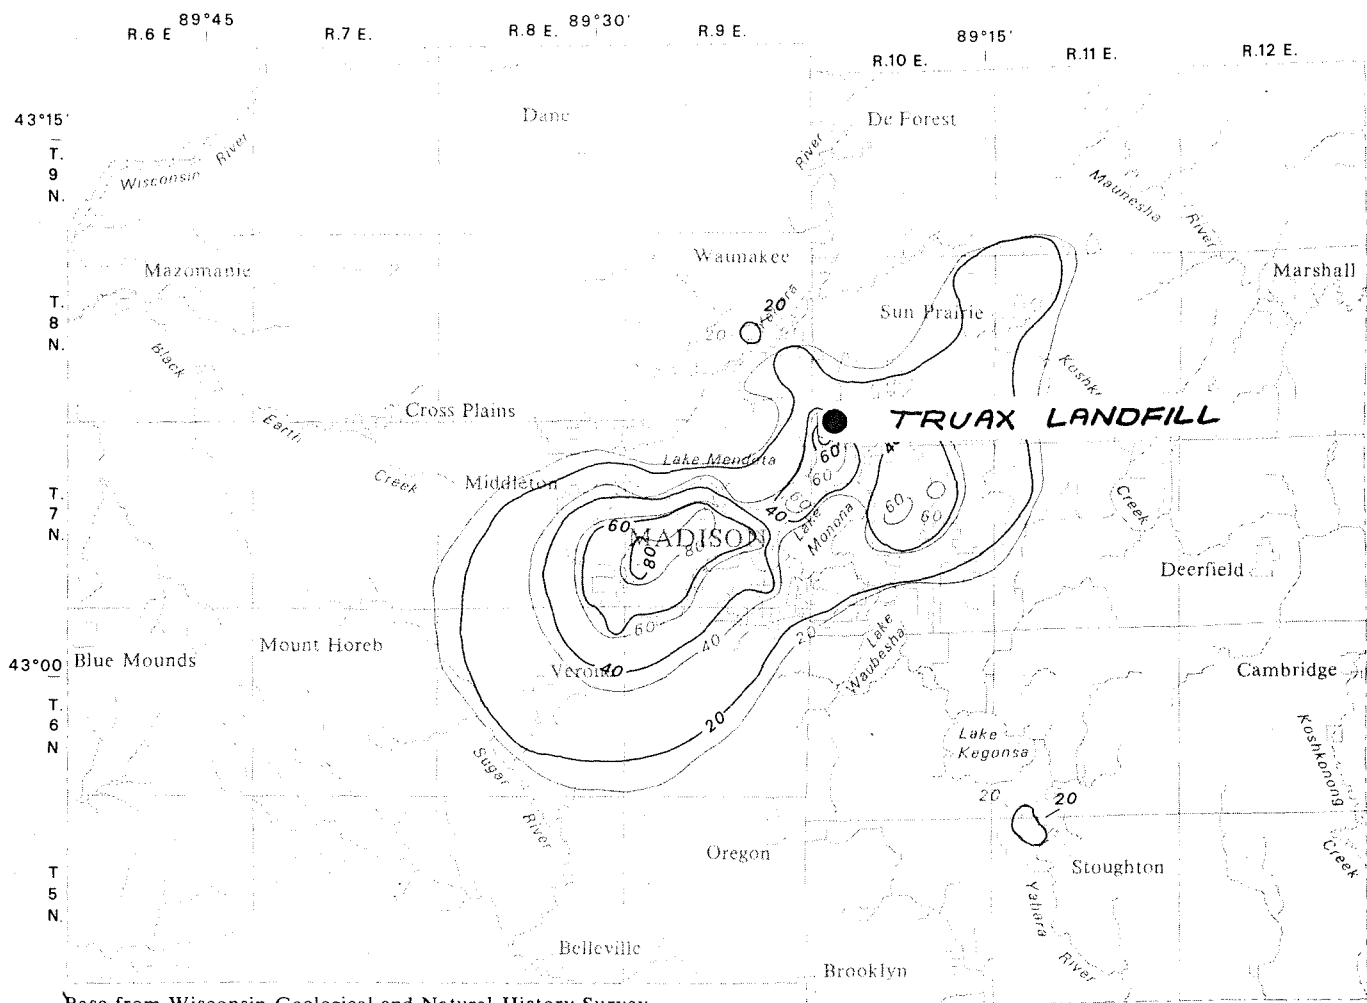 89°45
89°30'
89°15'
R.6 E
R.7 E.
R.8 E.
R.9 E.
R.10 E.
R.11 E.
R.12 E.
43°15'
Dane
De Forest
T.
9
N.
Wisconsin River
River
Maunesha River
Waunakee
Mazomanie
Marshall
T.
8
N.
20
20
Sun Prairie
Black Earth Creek
Cross Plains
TRUAX LANDFILL
Lake Mendota
60
60
60
Middleton
T.
7
N.
60
60
40
Lake Monona
Creek
60
MADISON
80
80
Deerfield
60
40
20
Lake Waubesha
Mount Horeb
43°00
Blue Mounds
Verona
40
Cambridge
T.
6
N
20
Lake Kegonsa
Koshkonong Creek
Sugar River
20
20
Oregon
Stoughton
T
5
N.
Yahara River
Belleville
Brooklyn
Base from Wisconsin Geological and Natural History Survey